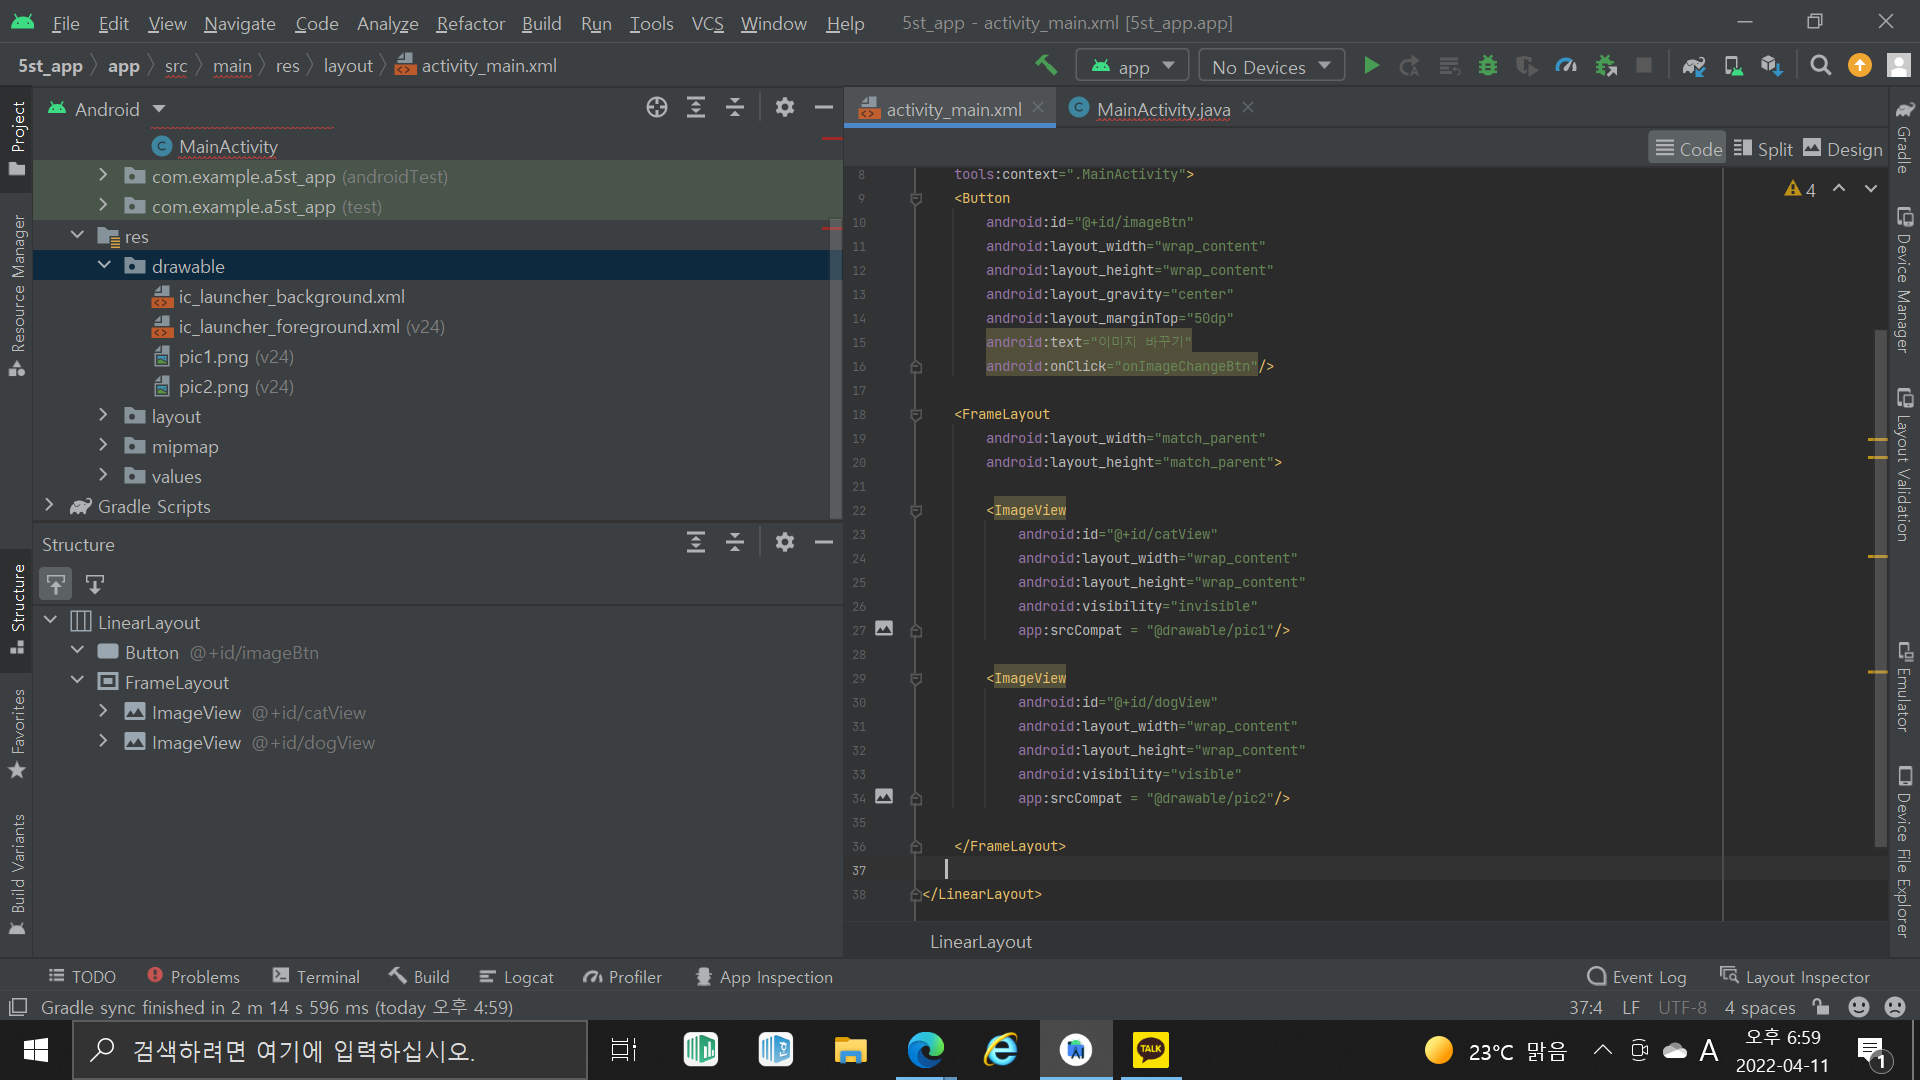 File Edit View Navigate Code Analyze Refactor Build Run Tools VCS Window Help 5st_app - activity_main.xml [5st_app.app]
5st_app app src main res layout activity_main.xml app No Devices
Project
Resource Manager
Structure
Favorites
Build Variants
Android
MainActivity
com.example.a5st_app (androidTest)
com.example.a5st_app (test)
res
drawable
ic_launcher_background.xml
ic_launcher_foreground.xml (v24)
pic1.png (v24)
pic2.png (v24)
layout
mipmap
values
Gradle Scripts
Structure
LinearLayout
Button @+id/imageBtn
FrameLayout
ImageView @+id/catView
ImageView @+id/dogView
activity_main.xml MainActivity.java
Code Split Design
4
8 tools:context=".MainActivity">
9 <Button
10 android:id="@+id/imageBtn"
11 android:layout_width="wrap_content"
12 android:layout_height="wrap_content"
13 android:layout_gravity="center"
14 android:layout_marginTop="50dp"
15 android:text="이미지 바꾸기"
16 android:onClick="onImageChangeBtn"/>
17
18 <FrameLayout
19 android:layout_width="match_parent"
20 android:layout_height="match_parent">
21
22 <ImageView
23 android:id="@+id/catView"
24 android:layout_width="wrap_content"
25 android:layout_height="wrap_content"
26 android:visibility="invisible"
27 app:srcCompat = "@drawable/pic1"/>
28
29 <ImageView
30 android:id="@+id/dogView"
31 android:layout_width="wrap_content"
32 android:layout_height="wrap_content"
33 android:visibility="visible"
34 app:srcCompat = "@drawable/pic2"/>
35
36 </FrameLayout>
37
38 </LinearLayout>
LinearLayout
Gradle
Device Manager
Layout Validation
Emulator
Device File Explorer
TODO Problems Terminal Build Logcat Profiler App Inspection Event Log Layout Inspector
Gradle sync finished in 2 m 14 s 596 ms (today 오후 4:59) 37:4 LF UTF-8 4 spaces
검색하려면 여기에 입력하십시오. TALK 23°C 맑음 A 오후 6:59
2022-04-11 1